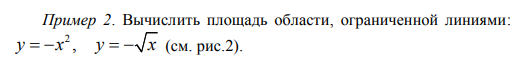 Пример 2. Вычислить площадь области, ограниченной линиями:
y = −x², y = −√x (см. рис.2).